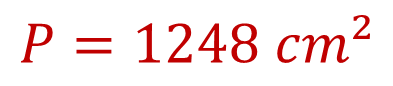 P = 1248 cm²